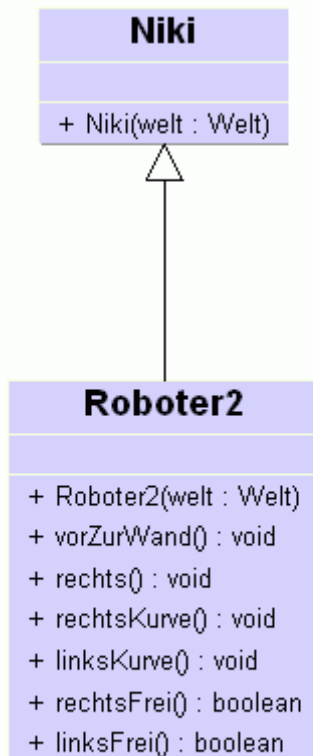 Niki
+ Niki(welt : Welt)
Roboter2
+ Roboter2(welt : Welt)
+ vorZurWand() : void
+ rechts() : void
+ rechtsKurve() : void
+ linksKurve() : void
+ rechtsFrei() : boolean
+ linksFrei() : boolean